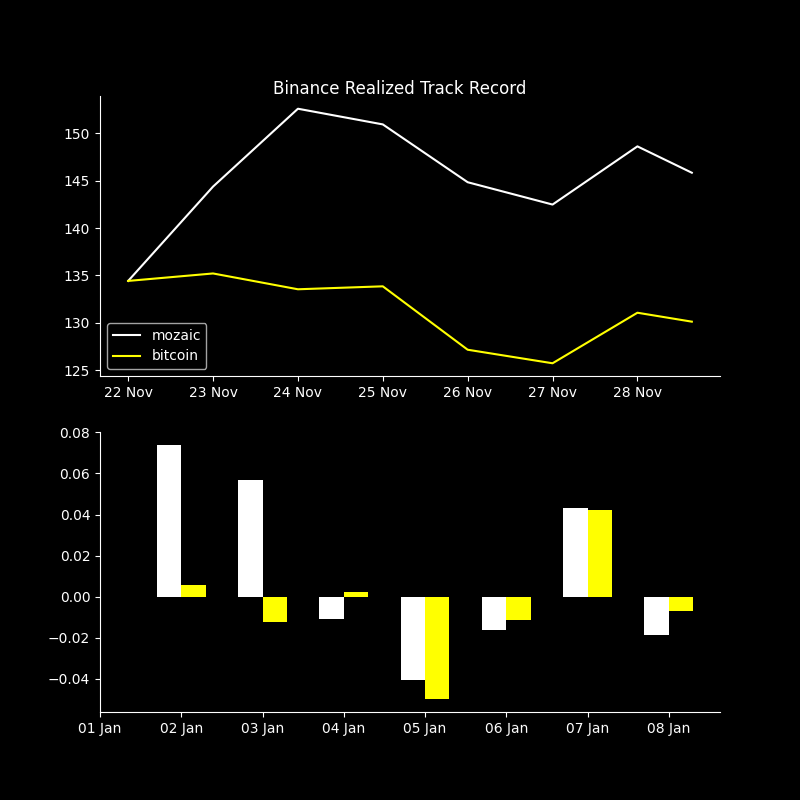 Binance Realized Track Record
150
145
140
135
130
125
mozaic
bitcoin
22 Nov 23 Nov 24 Nov 25 Nov 26 Nov 27 Nov 28 Nov
0.08
0.06
0.04
0.02
0.00
−0.02
−0.04
01 Jan 02 Jan 03 Jan 04 Jan 05 Jan 06 Jan 07 Jan 08 Jan